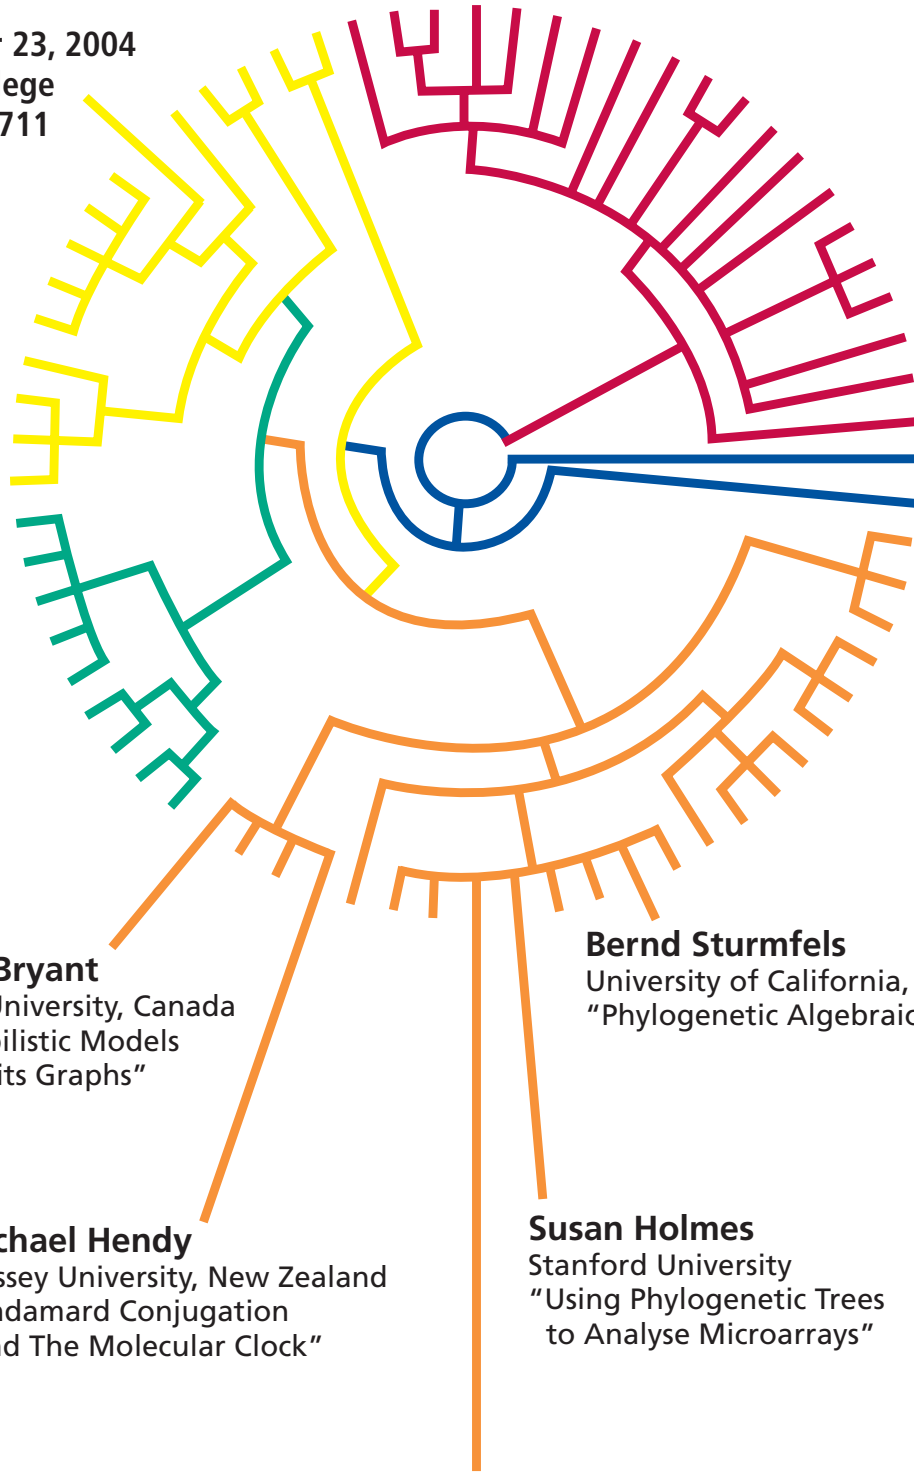 r 23, 2004
lege
711
Bernd Sturmfels
University of California,
“Phylogenetic Algebraic
Bryant
University, Canada
bilistic Models
its Graphs”
chael Hendy
ssey University, New Zealand
adamard Conjugation
nd The Molecular Clock”
Susan Holmes
Stanford University
“Using Phylogenetic Trees
to Analyse Microarrays”